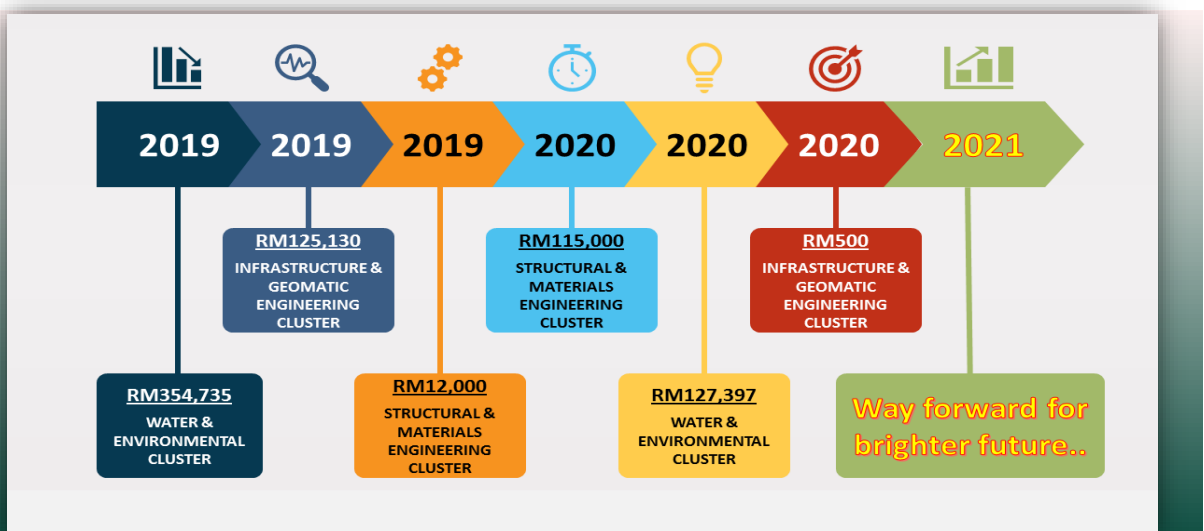 2019
2019
2019
2020
2020
2020
2021
RM125,130
INFRASTRUCTURE &
GEOMATIC
ENGINEERING
CLUSTER
RM115,000
STRUCTURAL &
MATERIALS
ENGINEERING
CLUSTER
RM500
INFRASTRUCTURE &
GEOMATIC
ENGINEERING
CLUSTER
RM354,735
WATER &
ENVIRONMENTAL
CLUSTER
RM12,000
STRUCTURAL &
MATERIALS
ENGINEERING
CLUSTER
RM127,397
WATER &
ENVIRONMENTAL
CLUSTER
Way forward for
brighter future..